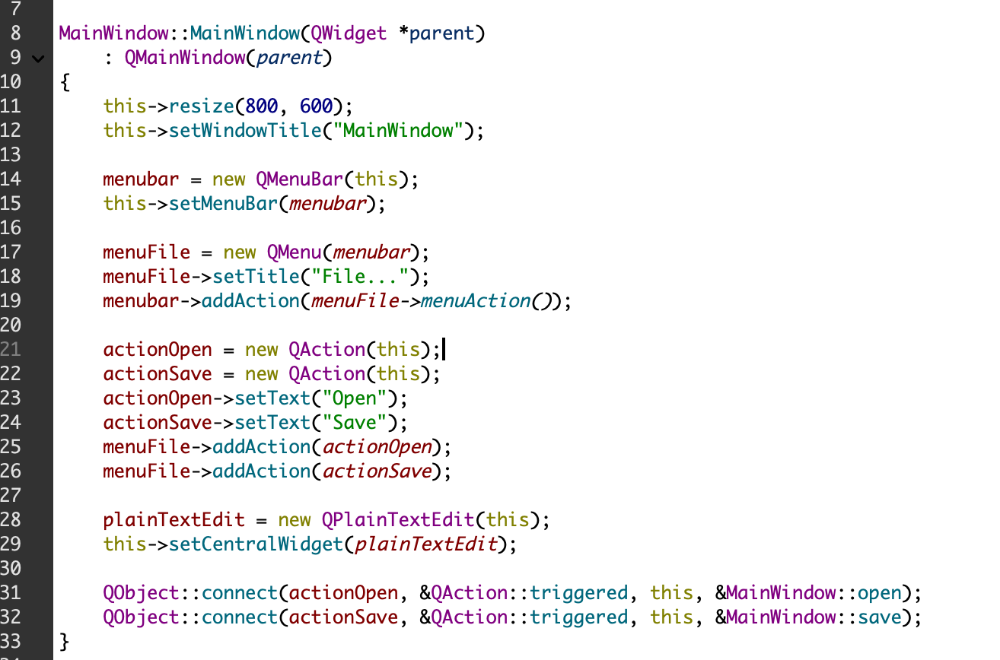 7
8 MainWindow::MainWindow(QWidget *parent)
9     : QMainWindow(parent)
10 {
11     this->resize(800, 600);
12     this->setWindowTitle("MainWindow");
13
14     menubar = new QMenuBar(this);
15     this->setMenuBar(menubar);
16
17     menuFile = new QMenu(menubar);
18     menuFile->setTitle("File...");
19     menubar->addAction(menuFile->menuAction());
20
21     actionOpen = new QAction(this);
22     actionSave = new QAction(this);
23     actionOpen->setText("Open");
24     actionSave->setText("Save");
25     menuFile->addAction(actionOpen);
26     menuFile->addAction(actionSave);
27
28     plainTextEdit = new QPlainTextEdit(this);
29     this->setCentralWidget(plainTextEdit);
30
31     QObject::connect(actionOpen, &QAction::triggered, this, &MainWindow::open);
32     QObject::connect(actionSave, &QAction::triggered, this, &MainWindow::save);
33 }